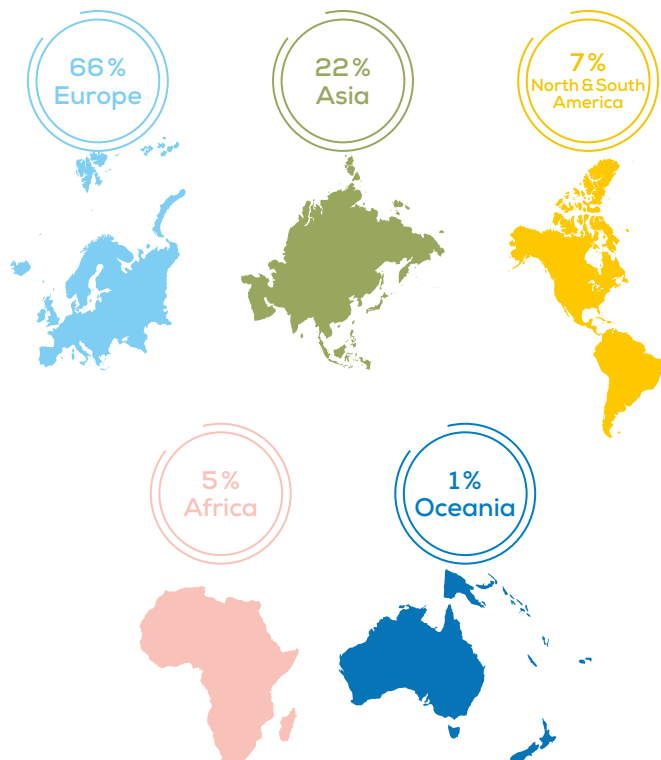 66%
Europe
22%
Asia
7%
North & South
America
5%
Africa
1%
Oceania